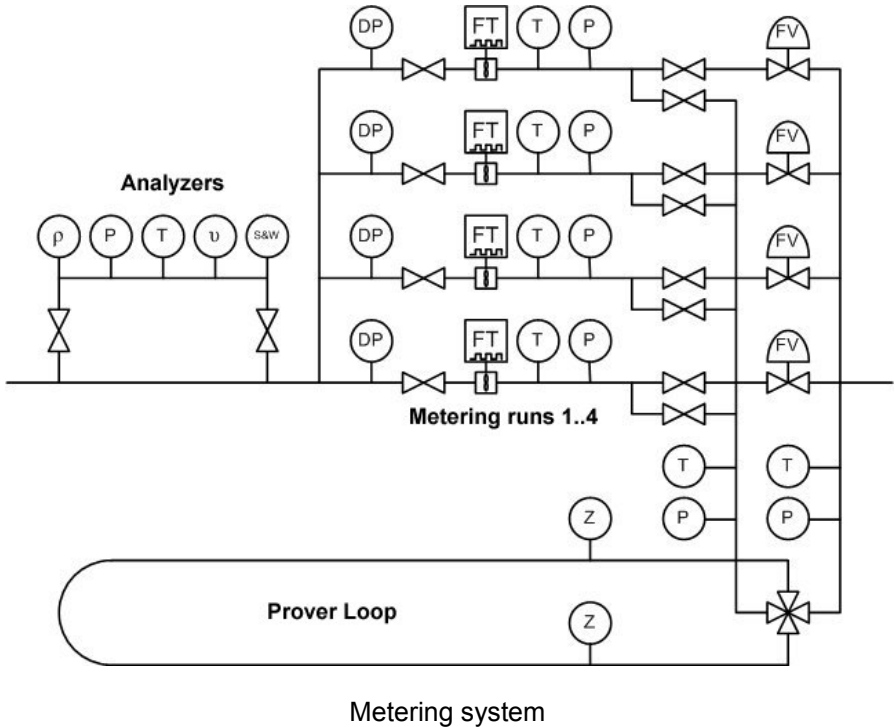 DP FT T P FV
DP FT T P FV
Analyzers
ρ P T υ S&W
DP FT T P FV
DP FT T P FV
Metering runs 1..4
T T
P P
Z
Prover Loop
Z
Metering system